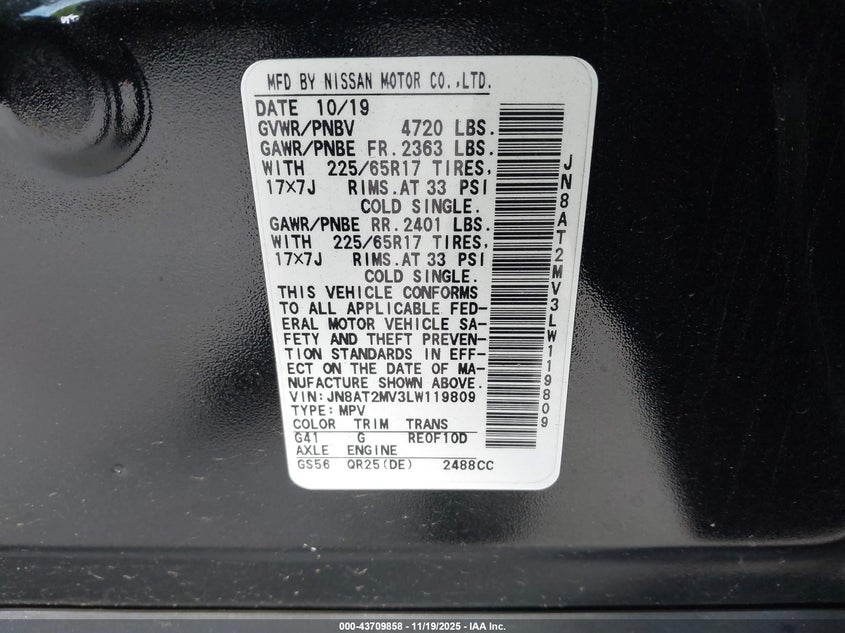 MFD BY NISSAN MOTOR CO.,LTD.
DATE 10/19
GVWR/PNBV 4720 LBS.
GAWR/PNBE FR.2363 LBS.
WITH 225/65R17 TIRES,
17×7J RIMS.AT 33 PSI
COLD SINGLE.
GAWR/PNBE RR.2401 LBS.
WITH 225/65R17 TIRES,
17×7J RIMS.AT 33 PSI
COLD SINGLE.
THIS VEHICLE CONFORMS
TO ALL APPLICABLE FED-
ERAL MOTOR VEHICLE SA-
FETY AND THEFT PREVEN-
TION STANDARDS IN EFF-
ECT ON THE DATE OF MA-
NUFACTURE SHOWN ABOVE.
VIN:JN8AT2MV3LW119809
TYPE:MPV
COLOR TRIM TRANS
G41 G RE0F10D
AXLE ENGINE
GS56 QR25(DE) 2488CC
JN8AT2MV3LW119809
000-43709858 - 11/19/2025 - IAA Inc.